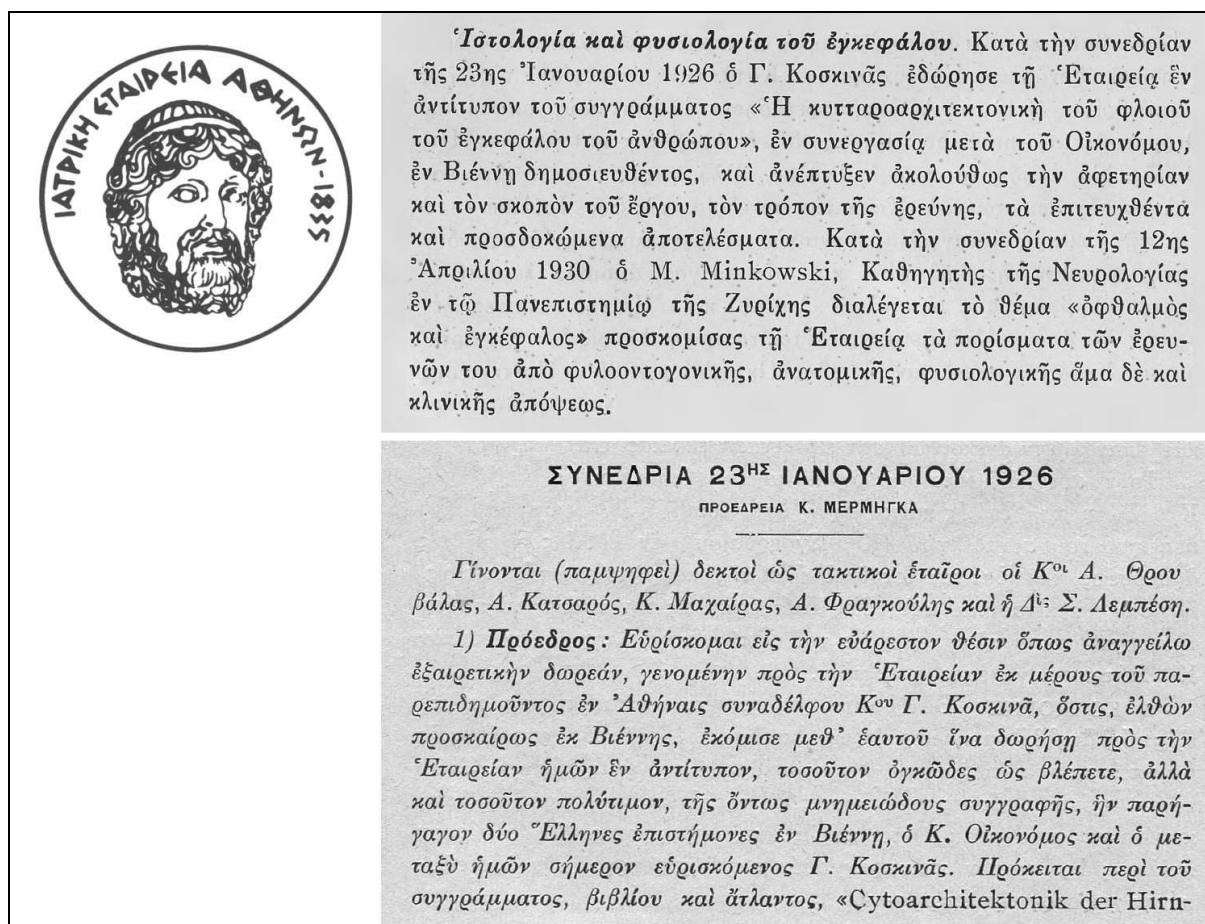 ΙΑΤΡΙΚΗ ΕΤΑΙΡΕΙΑ ΑΘΗΝΩΝ-1835
Ἱστολογία καὶ φυσιολογία τοῦ ἐγκεφάλου. Κατὰ τὴν συνεδρίαν
τῆς 23ης Ἰανουαρίου 1926 ὁ Γ. Κοσκινᾶς ἐδώρησε τῇ Ἑταιρείᾳ ἓν
ἀντίτυπον τοῦ συγγράμματος «Ἡ κυτταροαρχιτεκτονικὴ τοῦ φλοιοῦ
τοῦ ἐγκεφάλου τοῦ ἀνθρώπου», ἐν συνεργασίᾳ μετὰ τοῦ Οἰκονόμου,
ἐν Βιέννῃ δημοσιευθέντος, καὶ ἀνέπτυξεν ἀκολούθως τὴν ἀφετηρίαν
καὶ τὸν σκοπὸν τοῦ ἔργου, τὸν τρόπον τῆς ἐρεύνης, τὰ ἐπιτευχθέντα
καὶ προσδοκώμενα ἀποτελέσματα. Κατὰ τὴν συνεδρίαν τῆς 12ης
Ἀπριλίου 1930 ὁ M. Minkowski, Καθηγητὴς τῆς Νευρολογίας
ἐν τῷ Πανεπιστημίῳ τῆς Ζυρίχης διαλέγεται τὸ θέμα «ὀφθαλμὸς
καὶ ἐγκέφαλος» προσκομίσας τῇ Ἑταιρείᾳ τὰ πορίσματα τῶν ἐρευ-
νῶν του ἀπὸ φυλοοντογονικῆς, ἀνατομικῆς, φυσιολογικῆς ἅμα δὲ καὶ
κλινικῆς ἀπόψεως.
ΣΥΝΕΔΡΙΑ 23ΗΣ ΙΑΝΟΥΑΡΙΟΥ 1926
ΠΡΟΕΔΡΕΙΑ Κ. ΜΕΡΜΗΓΚΑ
Γίνονται (παμψηφεὶ) δεκτοὶ ὡς τακτικοὶ ἑταῖροι οἱ Κοι Α. Θρου
βάλας, Α. Κατσαρός, Κ. Μαχαίρας, Α. Φραγκούλης καὶ ἡ Δὶς Σ. Λεμπέση.
1) Πρόεδρος: Εὑρίσκομαι εἰς τὴν εὐάρεστον θέσιν ὅπως ἀναγγείλω
ἐξαιρετικὴν δωρεάν, γενομένην πρὸς τὴν Ἑταιρείαν ἐκ μέρους τοῦ πα-
ρεπιδημοῦντος ἐν Ἀθήναις συναδέλφου Κου Γ. Κοσκινᾶ, ὅστις, ἐλθὼν
προσκαίρως ἐκ Βιέννης, ἐκόμισε μεθ' ἑαυτοῦ ἵνα δωρήσῃ πρὸς τὴν
Ἑταιρείαν ἡμῶν ἓν ἀντίτυπον, τοσοῦτον ὀγκῶδες ὡς βλέπετε, ἀλλὰ
καὶ τοσοῦτον πολύτιμον, τῆς ὄντως μνημειώδους συγγραφῆς, ἣν παρή-
γαγον δύο Ἕλληνες ἐπιστήμονες ἐν Βιέννῃ, ὁ Κ. Οἰκονόμος καὶ ὁ με-
ταξὺ ἡμῶν σήμερον εὑρισκόμενος Γ. Κοσκινᾶς. Πρόκειται περὶ τοῦ
συγγράμματος, βιβλίου καὶ ἄτλαντος, «Cytoarchitektonik der Hirn-